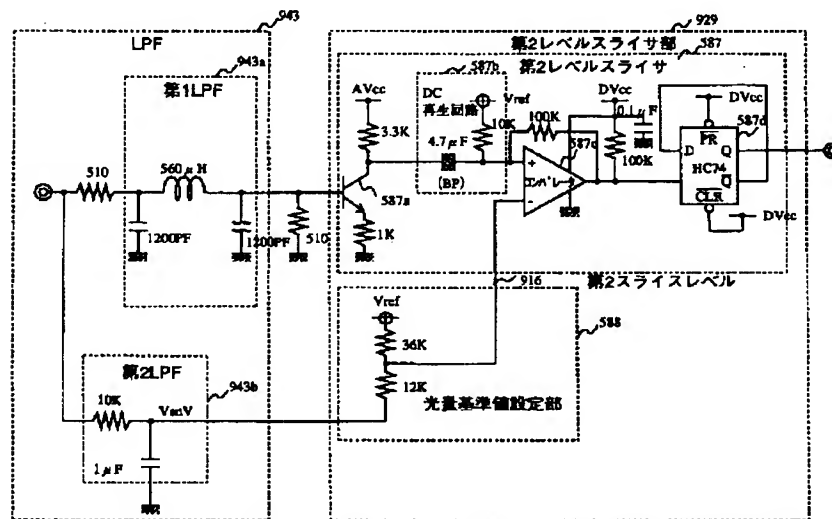 943
LPF
929
第2レベルスライサ部
587
第2レベルスライサ
943a
第1LPF
587b
DC
再生回路
AVcc
3.3K
Vref
10K
100K
4.7μF
(BP)
587a
1K
587c
コンパレータ
+
-
DVcc
0.1μF
100K
DVcc
PR
587d
D
Q
HC74
Q
CLR
DVcc
510
560μH
1200PF
1200PF
510
第2スライスレベル
916
588
Vref
36K
12K
光量基準値設定部
第2LPF
943b
10K
1μF